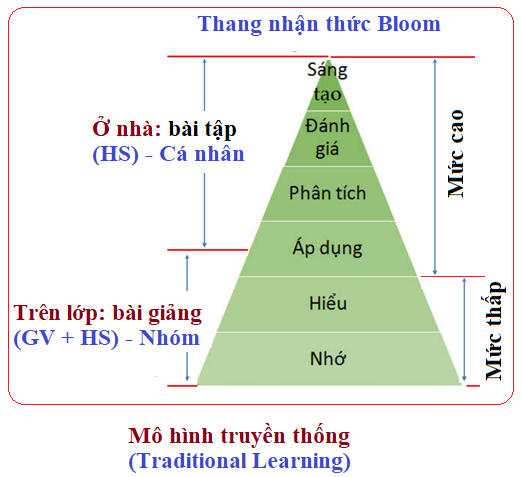 Thang nhận thức Bloom
Sáng
tạo
Đánh
giá
Phân tích
Áp dụng
Hiểu
Nhớ
Ở nhà: bài tập
(HS) - Cá nhân
Trên lớp: bài giảng
(GV + HS) - Nhóm
Mức cao
Mức thấp
Mô hình truyền thống
(Traditional Learning)